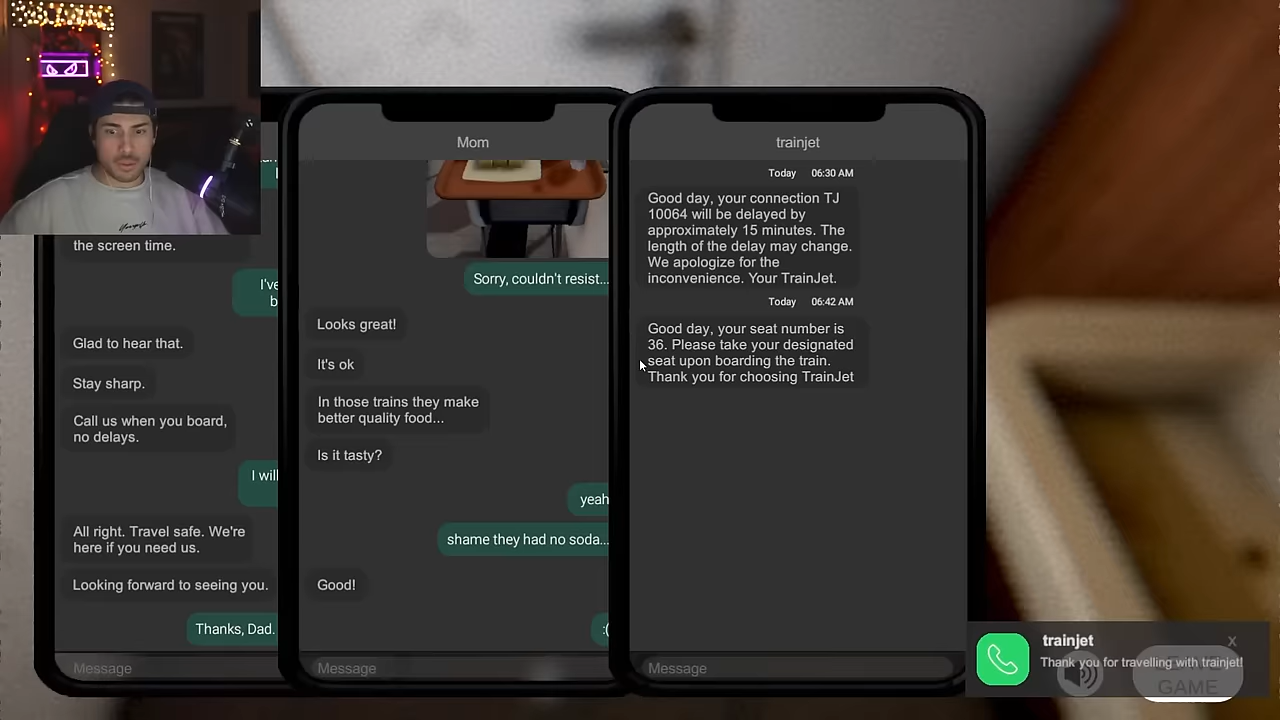 the screen time.
I've
b
Glad to hear that.
Stay sharp.
Call us when you board,
no delays.
I will
All right. Travel safe. We're
here if you need us.
Looking forward to seeing you.
Thanks, Dad.
Message
Mom
Sorry, couldn't resist...
Looks great!
It's ok
In those trains they make
better quality food...
Is it tasty?
yeah
shame they had no soda...
Good!
:(
Message
trainjet
Today 06:30 AM
Good day, your connection TJ
10064 will be delayed by
approximately 15 minutes. The
length of the delay may change.
We apologize for the
inconvenience. Your TrainJet.
Today 06:42 AM
Good day, your seat number is
36. Please take your designated
seat upon boarding the train.
Thank you for choosing TrainJet
Message
trainjet
X
Thank you for travelling with trainjet!
GAME